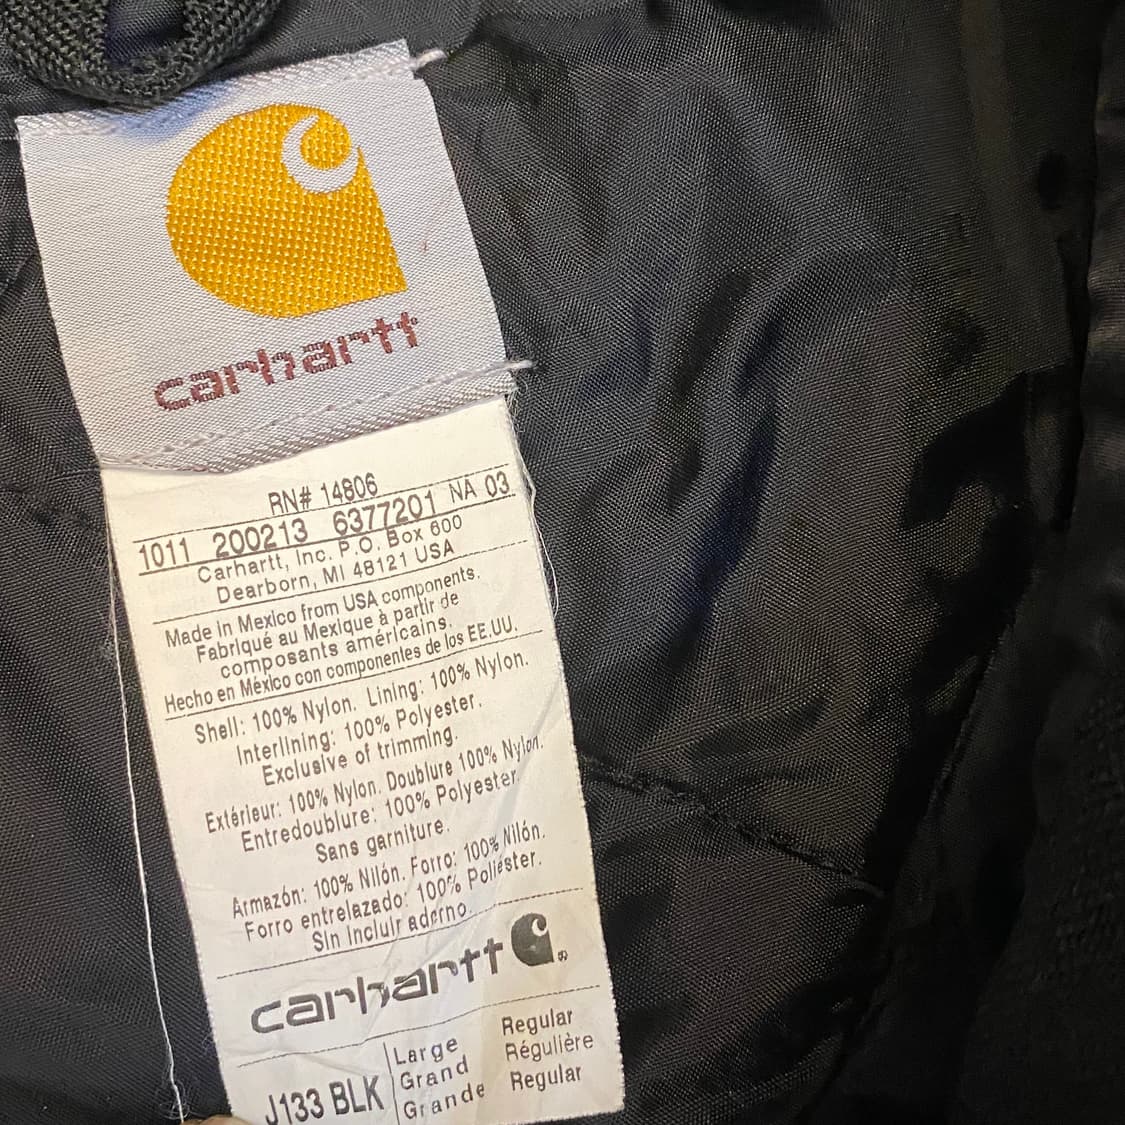 carhartt
RN# 14806
1011 200213 6377201 NA 03
Carhartt, Inc. P.O. Box 600
Dearborn, MI 48121 USA
Made in Mexico from USA components.
Fabriqué au Mexique à partir de
composants américains.
Hecho en México con componentes de los EE.UU.
Shell: 100% Nylon. Lining: 100% Nylon.
Interlining: 100% Polyester.
Exclusive of trimming.
Extérieur: 100% Nylon. Doublure 100% Nylon.
Entredoublure: 100% Polyester.
Sans garniture.
Armazón: 100% Nilón. Forro: 100% Nilón.
Forro entrelazado: 100% Poliéster.
Sin incluir adorno.
carhartt ®
J133 BLK
Large Regular
Grand Régulière
Grande Regular